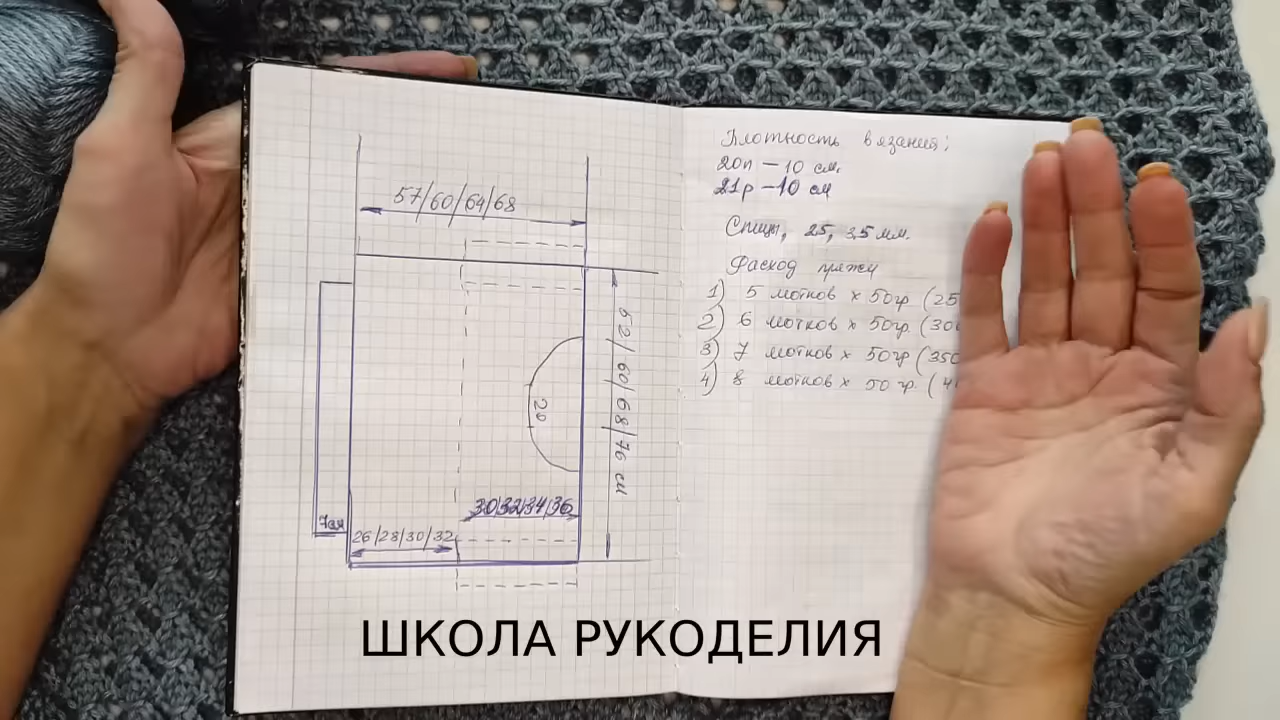 57/60/64/68
52/60/68/76 см
20
30/32/34/36
7см
26/28/30/32
Плотность вязания:
20п — 10 см.
21р — 10 см
Спицы, 2,5, 3,5 мм.
Расход пряжи
1) 5 мотков х 50гр (25
2) 6 мотков х 50гр. (30
3) 7 мотков х 50гр (350
4) 8 мотков х 50 гр. (4
ШКОЛА РУКОДЕЛИЯ